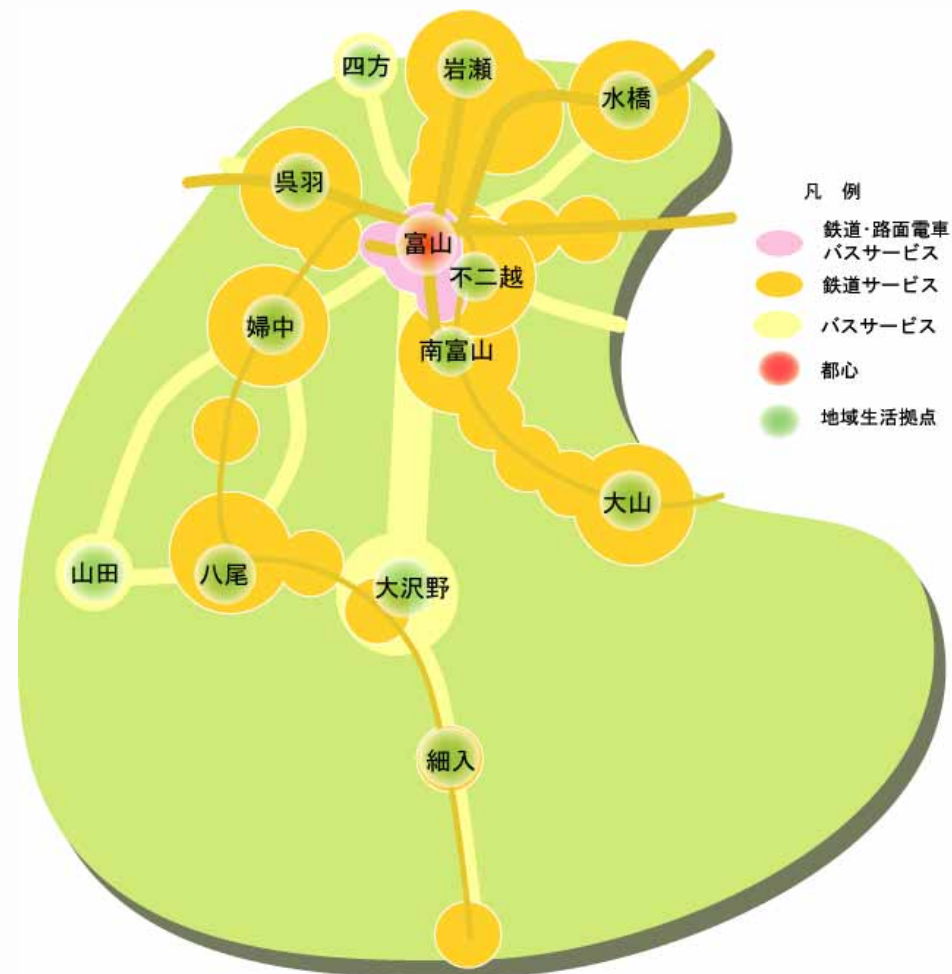 四方
岩瀬
水橋
呉羽
凡 例
富山
鉄道・路面電車
バスサービス
不二越
鉄道サービス
婦中
バスサービス
南富山
都心
地域生活拠点
大山
山田
八尾
大沢野
細入